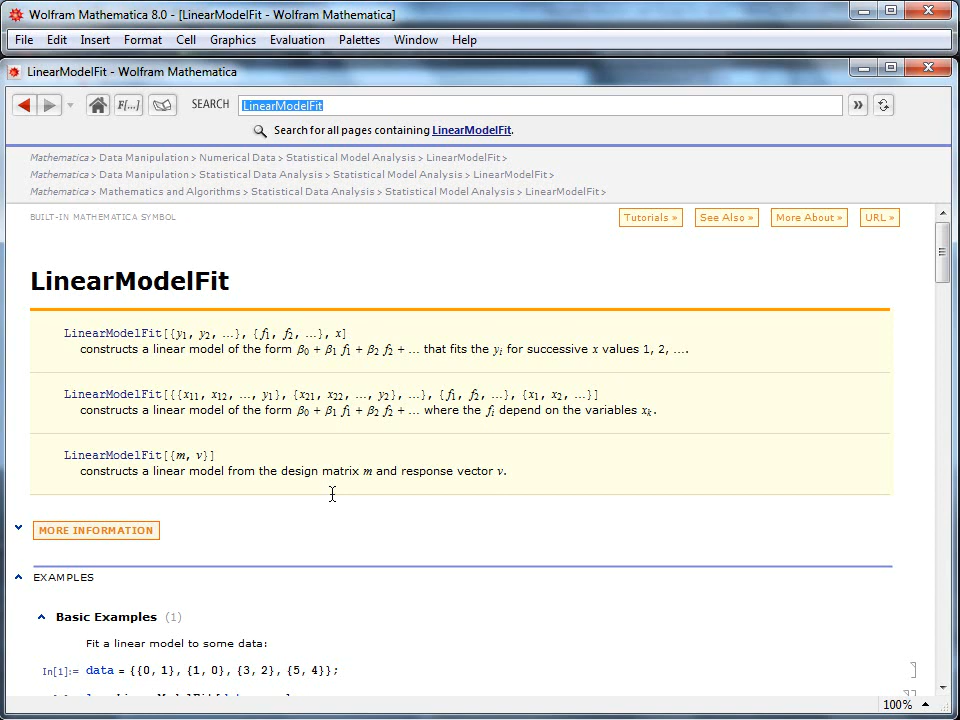 Wolfram Mathematica 8.0 - [LinearModelFit - Wolfram Mathematica]
File Edit Insert Format Cell Graphics Evaluation Palettes Window Help
LinearModelFit - Wolfram Mathematica
F[...] SEARCH LinearModelFit »
Search for all pages containing LinearModelFit.
Mathematica > Data Manipulation > Numerical Data > Statistical Model Analysis > LinearModelFit >
Mathematica > Data Manipulation > Statistical Data Analysis > Statistical Model Analysis > LinearModelFit >
Mathematica > Mathematics and Algorithms > Statistical Data Analysis > Statistical Model Analysis > LinearModelFit >
BUILT-IN MATHEMATICA SYMBOL Tutorials » See Also » More About » URL »
LinearModelFit
LinearModelFit[{y₁, y₂, …}, {f₁, f₂, …}, x]
constructs a linear model of the form β₀ + β₁ f₁ + β₂ f₂ + … that fits the yᵢ for successive x values 1, 2, ….
LinearModelFit[{{x₁₁, x₁₂, …, y₁}, {x₂₁, x₂₂, …, y₂}, …}, {f₁, f₂, …}, {x₁, x₂, …}]
constructs a linear model of the form β₀ + β₁ f₁ + β₂ f₂ + … where the fᵢ depend on the variables xₖ.
LinearModelFit[{m, v}]
constructs a linear model from the design matrix m and response vector v.
MORE INFORMATION
EXAMPLES
Basic Examples (1)
Fit a linear model to some data:
In[1]:= data = {{0, 1}, {1, 0}, {3, 2}, {5, 4}};
100%